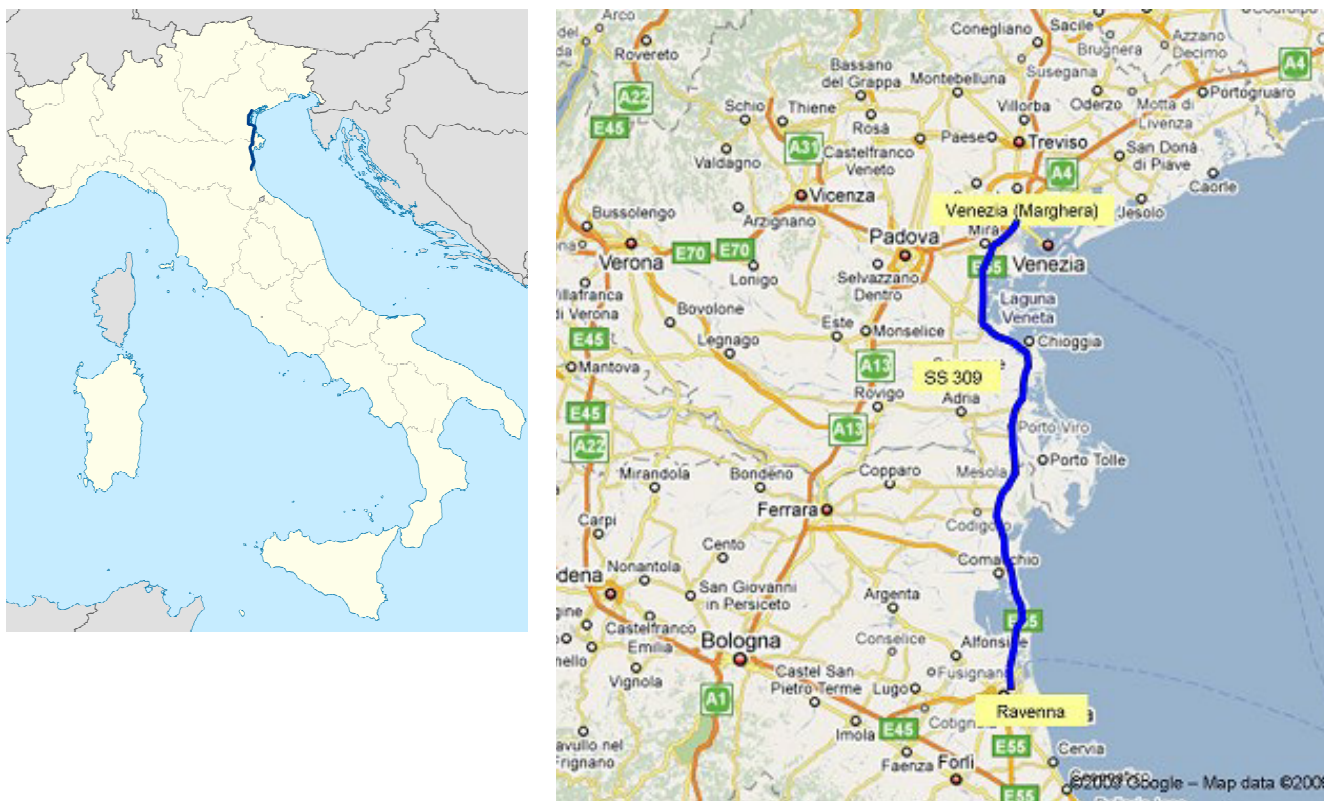 Arco
Rovereto
A22
E45
Schio
Thiene
Bassano
del Grappa
Rosà
A31
Valdagno
Castelfranco
Veneto
Vicenza
Arzignano
Montebelluna
Conegliano
Sacile
Brugnera
Azzano
Decimo
Susegana
Villorba
Oderzo
Motta di
Livenza
Portogruaro
A4
Paese
Treviso
San Donà
di Piave
A4
Caorle
Jesolo
Venezia (Marghera)
Mira
Venezia
Bussolengo
Verona
E70
E70
Lonigo
Padova
Selvazzano
Dentro
Laguna
Veneta
Villafranca
di Verona
Bovolone
Legnago
Este
Monselice
Chioggia
E45
Mantova
A13
SS 309
Rovigo
Adria
E45
A22
A13
Porto Viro
Porto Tolle
Mesola
Mirandola
Bondeno
Copparo
Ferrara
Codigoro
Carpi
Cento
Nonantola
San Giovanni
in Persiceto
Argenta
Castelfranco
Emilia
Bologna
Conselice
Alfonsine
Fusignano
Vignola
A1
Castel San
Pietro Terme
Lugo
Ravenna
Imola
E45
Faenza
Forlì
E55
Cervia
E55
©2009 Google – Map data ©2009